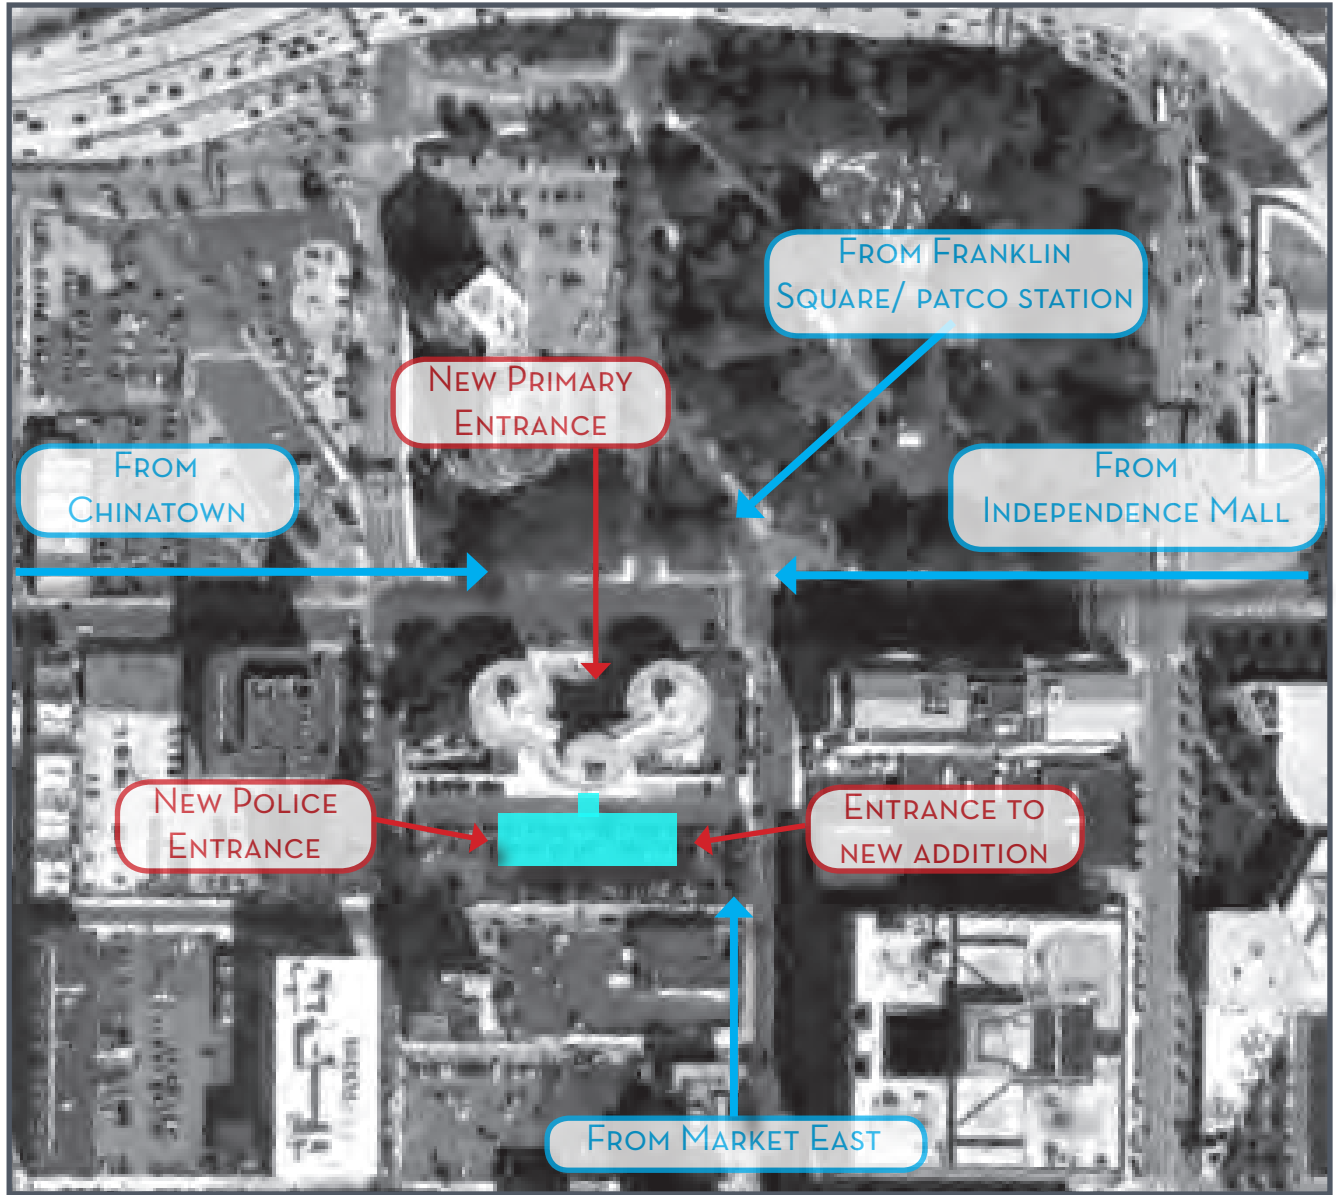 From Franklin
Square/ patco station
New Primary
Entrance
From
Chinatown
From
Independence Mall
New Police
Entrance
Entrance to
new addition
From Market East